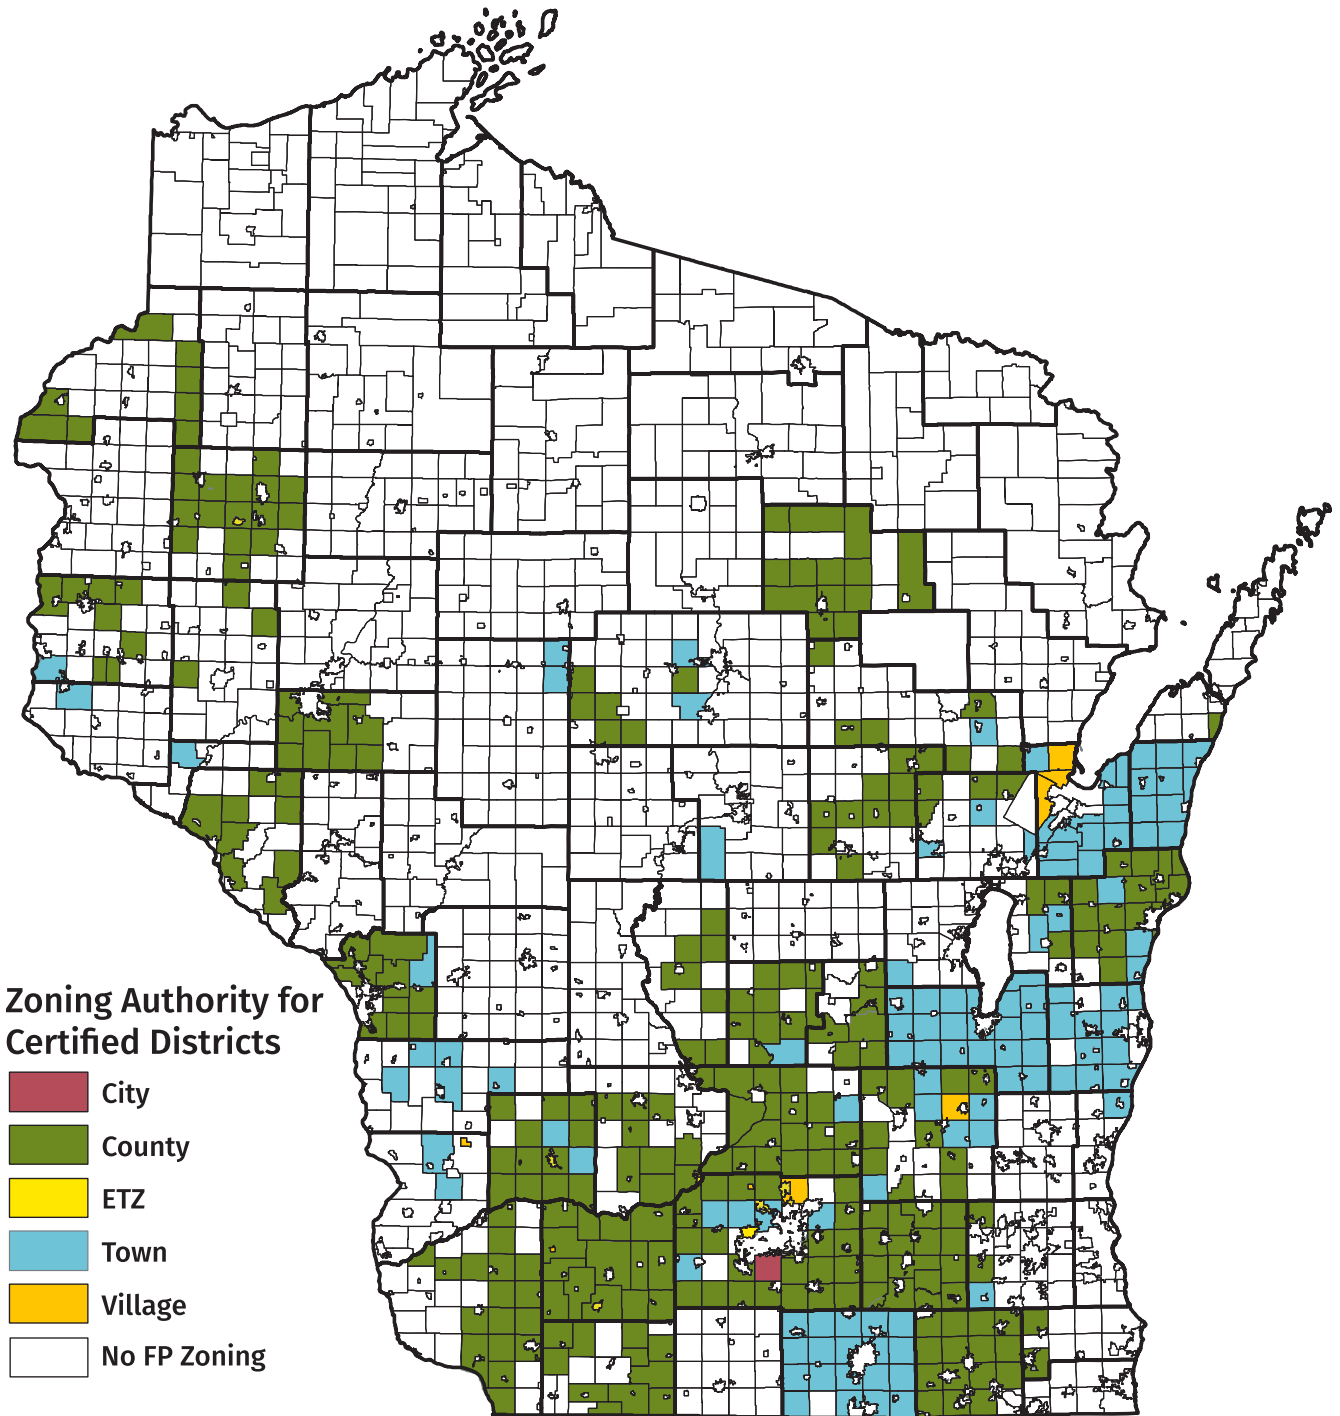 Zoning Authority for
Certified Districts
City
County
ETZ
Town
Village
No FP Zoning